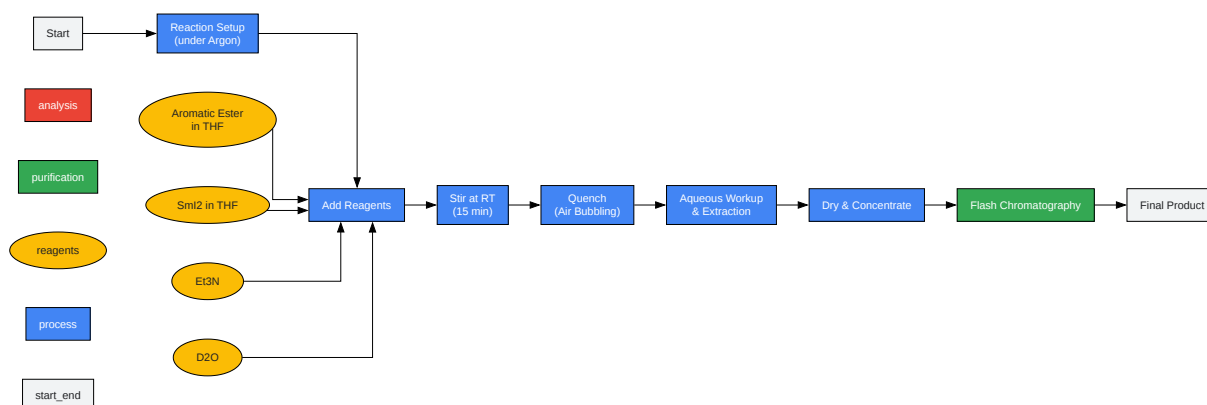 Start
Reaction Setup
(under Argon)
analysis
Aromatic Ester
in THF
purification
SmI2 in THF
Add Reagents
Stir at RT
(15 min)
Quench
(Air Bubbling)
Aqueous Workup
& Extraction
Dry & Concentrate
Flash Chromatography
Final Product
reagents
Et3N
process
D2O
start_end